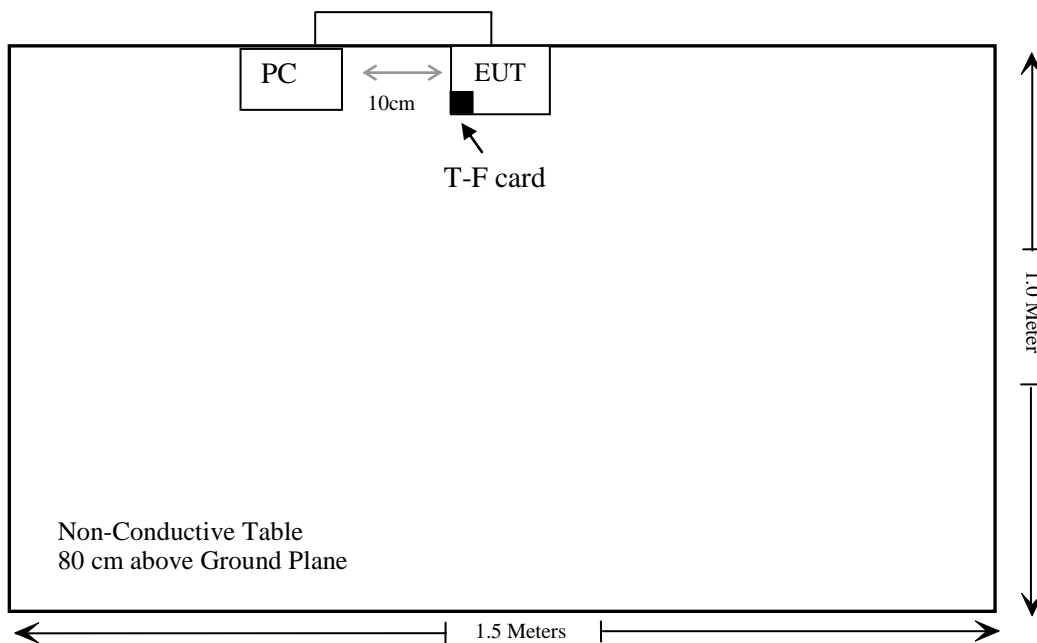 PC
EUT
10cm
T-F card
1.0 Meter
Non-Conductive Table
80 cm above Ground Plane
1.5 Meters